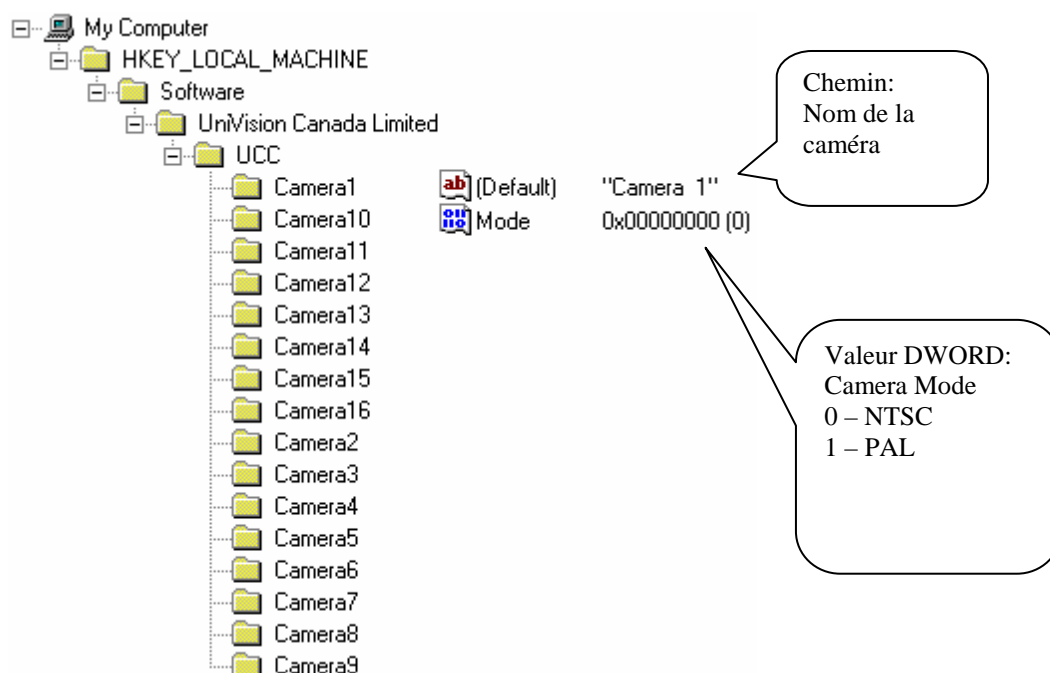 My Computer
HKEY_LOCAL_MACHINE
Software
UniVision Canada Limited
UCC
Camera1 (Default) "Camera 1"
Camera10 Mode 0x00000000 (0)
Camera11
Camera12
Camera13
Camera14
Camera15
Camera16
Camera2
Camera3
Camera4
Camera5
Camera6
Camera7
Camera8
Camera9
Chemin:
Nom de la
caméra
Valeur DWORD:
Camera Mode
0 – NTSC
1 – PAL